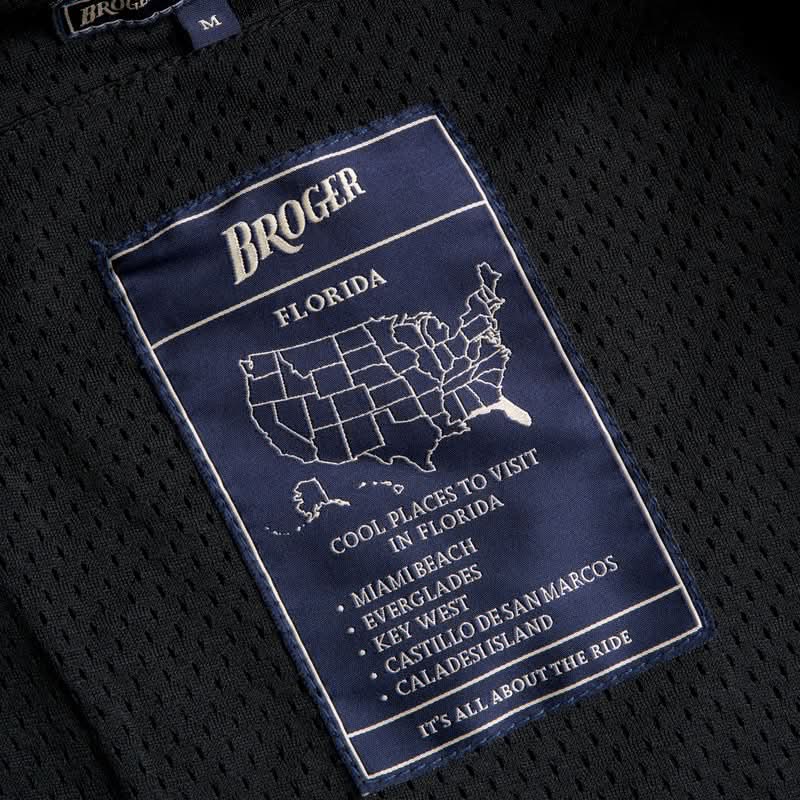 BROGER
M
BROGER
FLORIDA
COOL PLACES TO VISIT
IN FLORIDA
• MIAMI BEACH
• EVERGLADES
• KEY WEST
• CASTILLO DE SAN MARCOS
• CALADESI ISLAND
IT'S ALL ABOUT THE RIDE